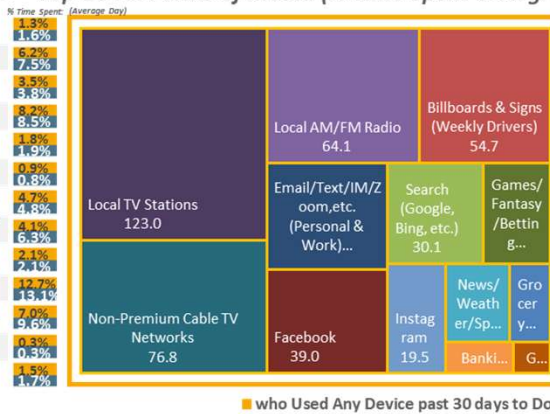 % Time Spent: (Average Day)
1.3%
1.6%
6.2%
7.5%
3.5%
3.8%
8.2%
8.5%
1.8%
1.9%
0.9%
0.8%
4.7%
4.8%
4.1%
6.3%
2.1%
2.1%
12.7%
13.1%
7.0%
9.6%
0.3%
0.3%
1.5%
1.7%
Local TV Stations
123.0
Non-Premium Cable TV
Networks
76.8
Local AM/FM Radio
64.1
Billboards & Signs
(Weekly Drivers)
54.7
Email/Text/IM/Z
oom,etc.
(Personal &
Work)...
Search
(Google,
Bing, etc.)
30.1
Games/
Fantasy
/Bettin
g...
Facebook
39.0
Instag
ram
19.5
News/
Weath
er/Sp...
Gro
cer
y...
Banki...
G...
who Used Any Device past 30 days to Do